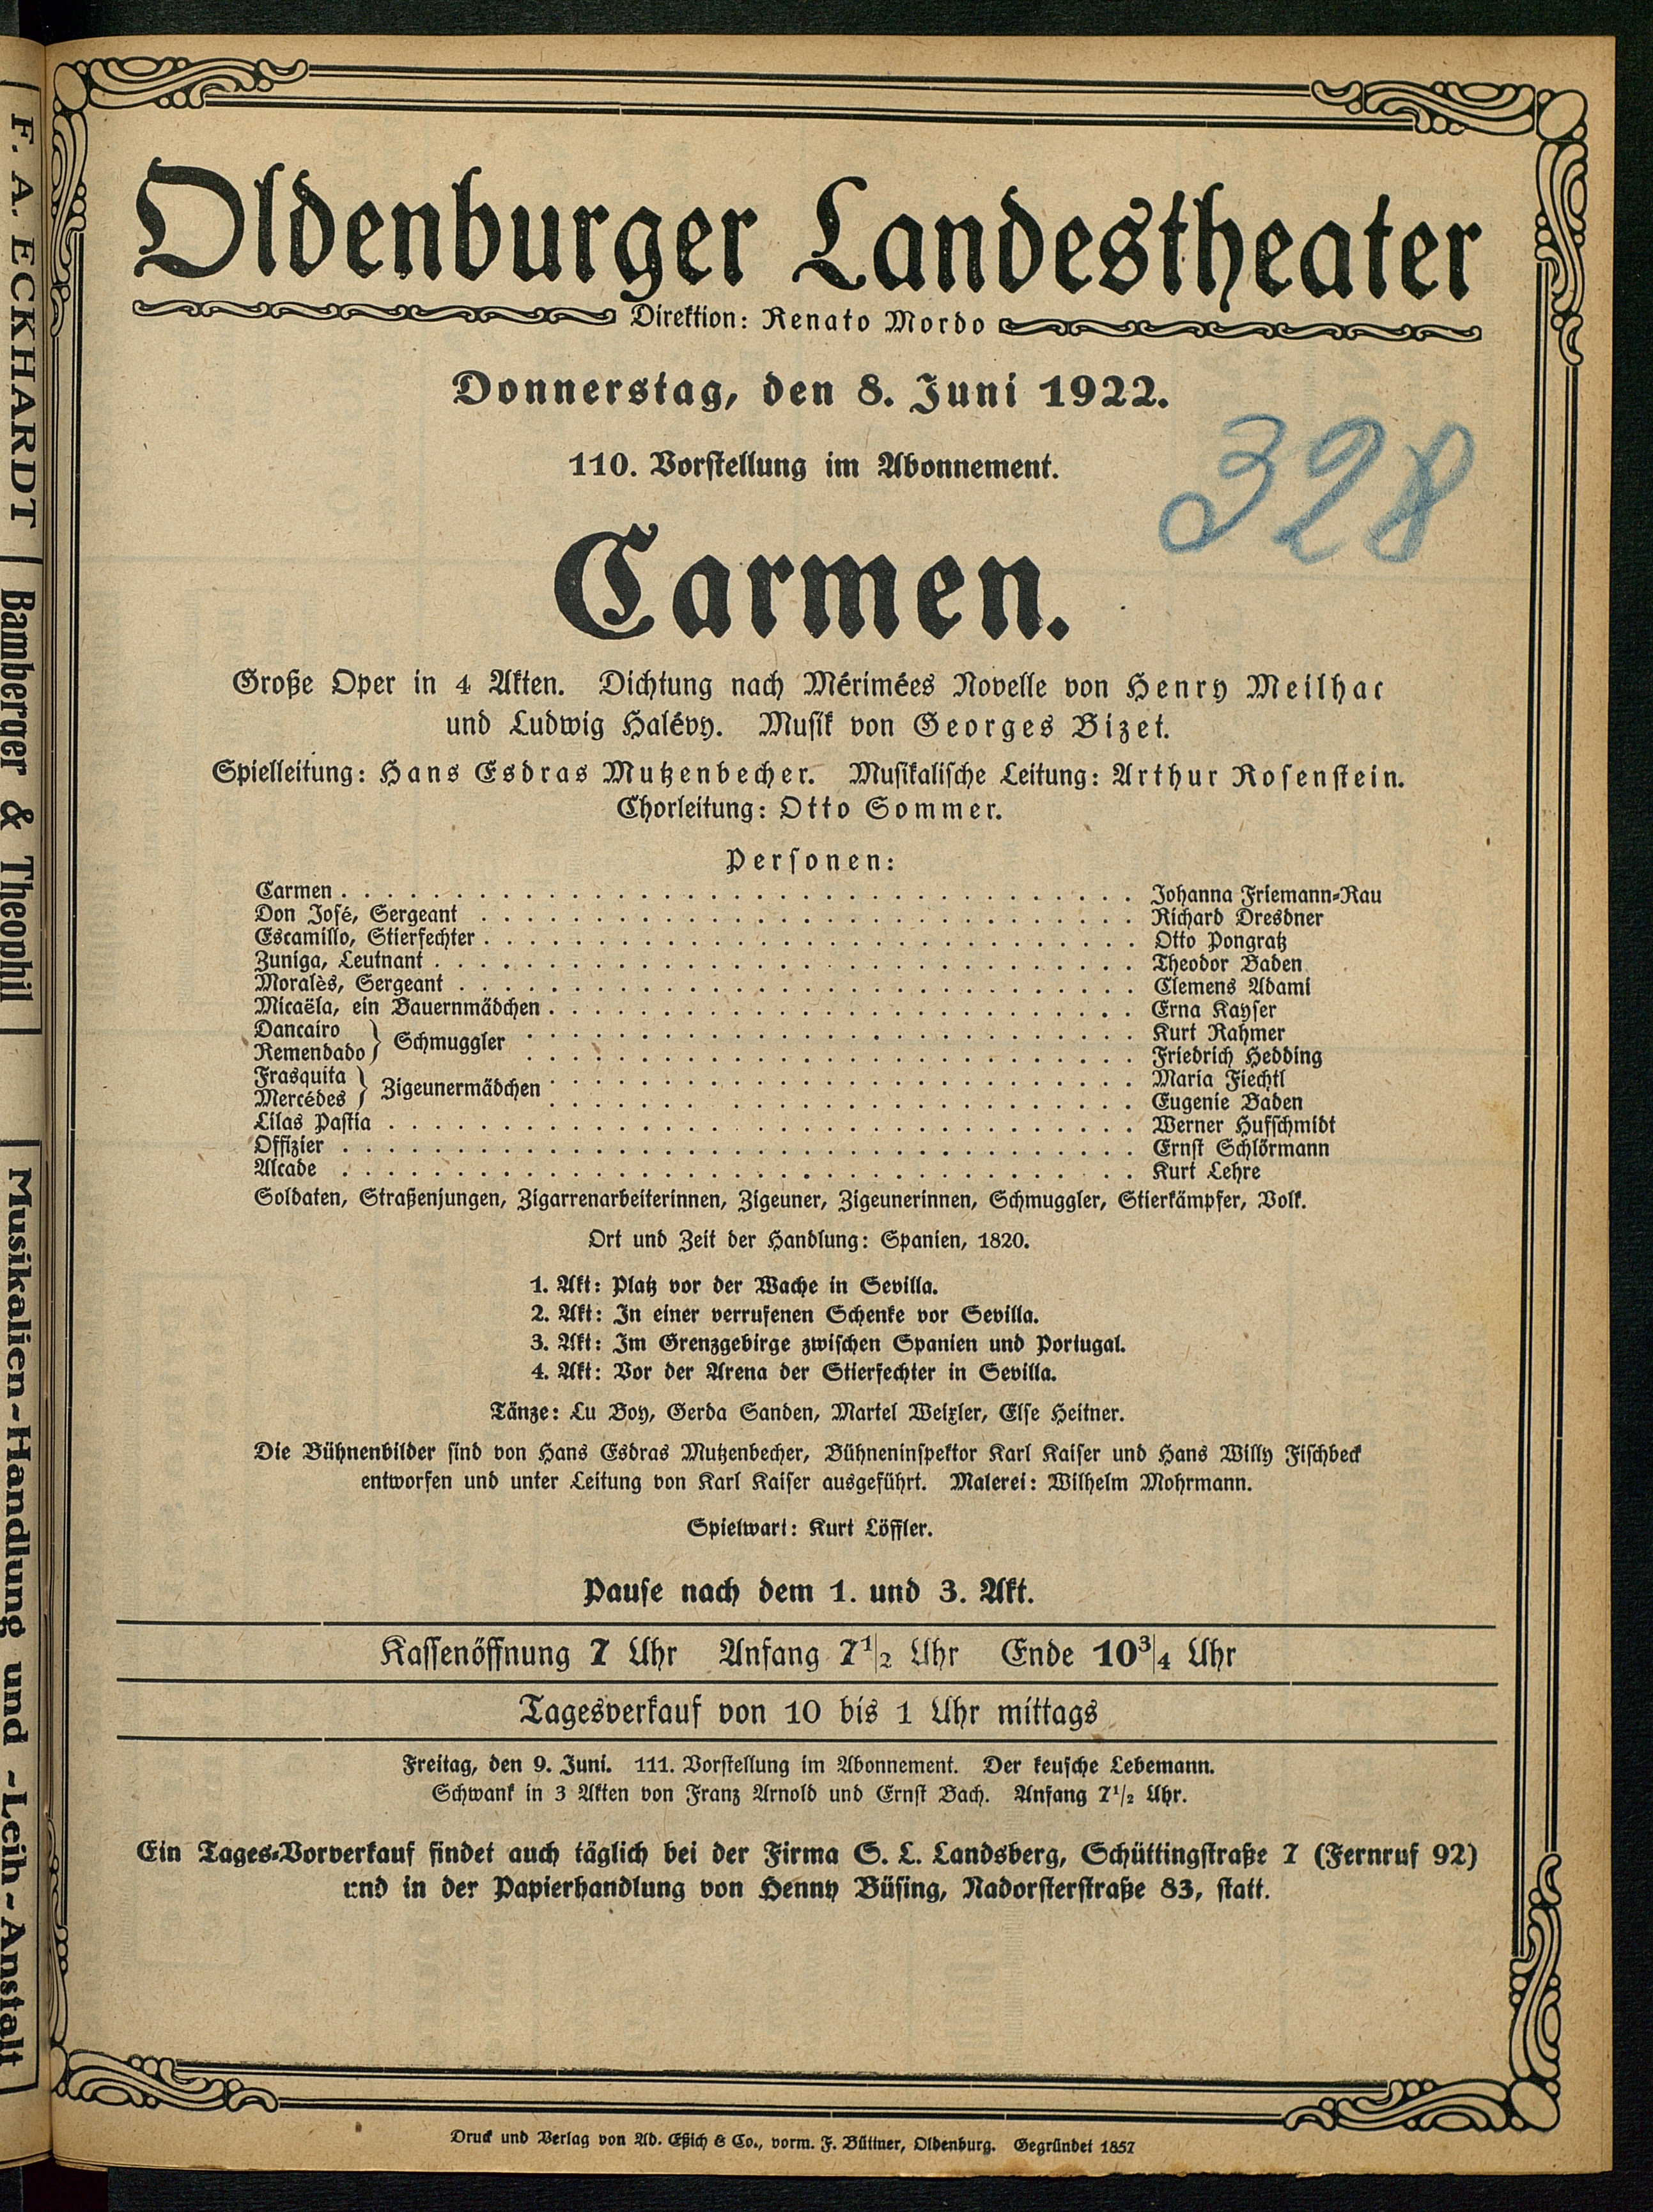 Oldenburger Landestheater
Direktion: Renato Mordo
Donnerstag, den 8. Juni 1922.
328
110. Vorstellung im Abonnement.
Carmen.
Große Oper in 4 Akten. Dichtung nach Mérimées Novelle von Henry Meilhac
und Ludwig Halévy. Musik von Georges Bizet.
Spielleitung: Hans Esdras Mutzenbecher. Musikalische Leitung: Arthur Rosenstein.
Chorleitung: Otto Sommer.
Personen:
Carmen . . . . . Johanna Friemann-Rau
Don José, Sergeant . . . . . Richard Dresdner
Escamillo, Stierfechter . . . . . Otto Pongratz
Zuniga, Leutnant . . . . . Theodor Baden
Moralès, Sergeant . . . . . Clemens Adami
Micaëla, ein Bauernmädchen . . . . . Erna Kayser
Dancairo } Schmuggler . . . . . Kurt Rahmer
Remendado } . . . . . Friedrich Hedding
Frasquita } Zigeunermädchen . . . . . Maria Fiechtl
Mercédes } . . . . . Eugenie Baden
Lilas Pastia . . . . . Werner Hufschmidt
Offizier . . . . . Ernst Schlörmann
Alcade . . . . . Kurt Lehre
Soldaten, Straßenjungen, Zigarrenarbeiterinnen, Zigeuner, Zigeunerinnen, Schmuggler, Stierkämpfer, Volk.
Ort und Zeit der Handlung: Spanien, 1820.
1. Akt: Platz vor der Wache in Sevilla.
2. Akt: In einer verrufenen Schenke vor Sevilla.
3. Akt: Im Grenzgebirge zwischen Spanien und Portugal.
4. Akt: Vor der Arena der Stierfechter in Sevilla.
Tänze: Lu Boy, Gerda Sanden, Martel Weixler, Else Heitner.
Die Bühnenbilder sind von Hans Esdras Mutzenbecher, Bühneninspektor Karl Kaiser und Hans Willy Fischbeck
entworfen und unter Leitung von Karl Kaiser ausgeführt. Malerei: Wilhelm Mohrmann.
Spielwart: Kurt Löffler.
Pause nach dem 1. und 3. Akt.
Kassenöffnung 7 Uhr Anfang 7 1/2 Uhr Ende 10 3/4 Uhr
Tagesverkauf von 10 bis 1 Uhr mittags
Freitag, den 9. Juni. 111. Vorstellung im Abonnement. Der keusche Lebemann.
Schwank in 3 Akten von Franz Arnold und Ernst Bach. Anfang 7 1/2 Uhr.
Ein Tages-Vorverkauf findet auch täglich bei der Firma S. L. Landsberg, Schüttingstraße 7 (Fernruf 92)
und in der Papierhandlung von Henny Büsing, Nadorsterstraße 83, statt.
Druck und Verlag von Ad. Eßich & Co., vorm. F. Büttner, Oldenburg. Gegründet 1857
F. A. ECKHARDT
Bamberger & Theophil
Musikalien-Handlung und -Leih-Anstalt